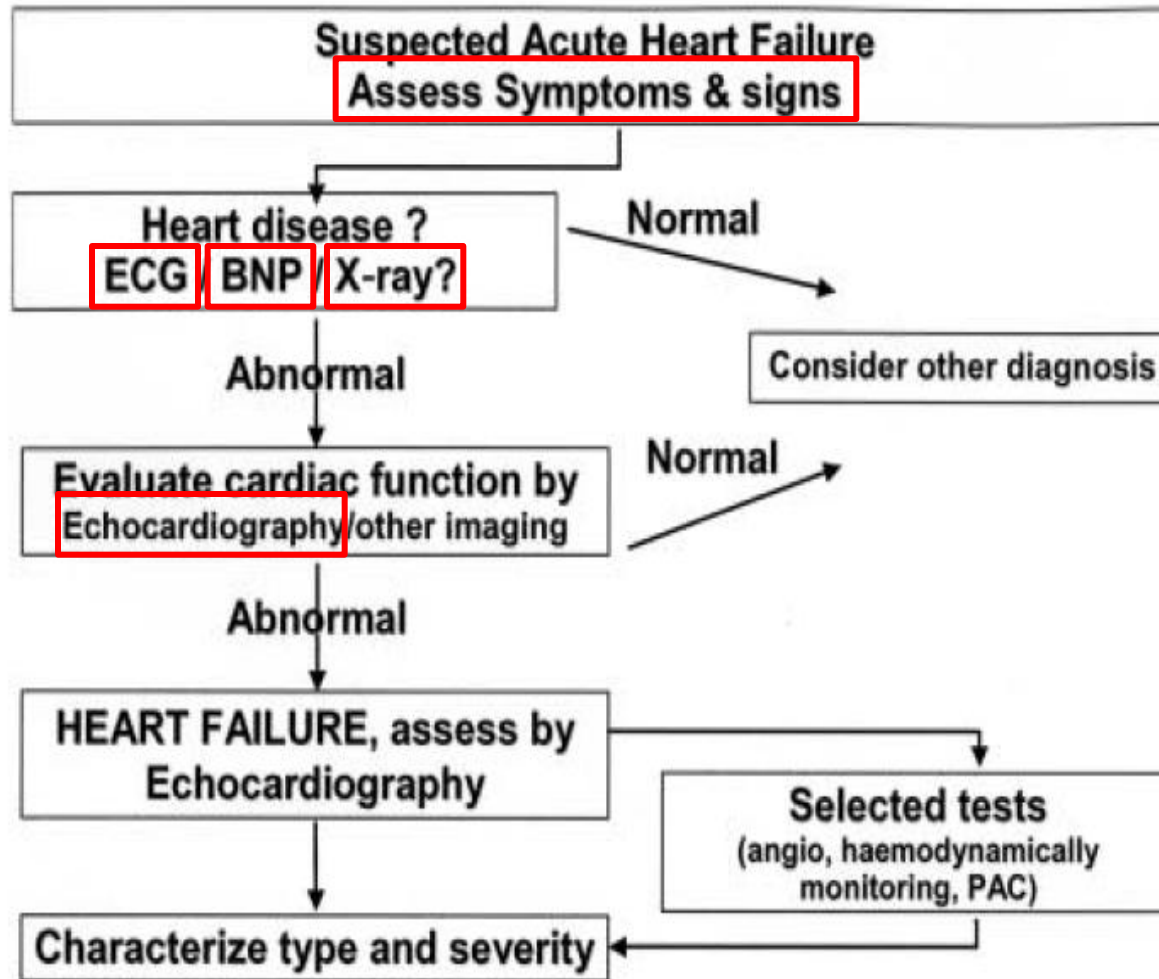 Suspected Acute Heart Failure
Assess Symptoms & signs
Heart disease ?
ECG / BNP / X-ray?
Normal
Abnormal
Consider other diagnosis
Evaluate cardiac function by
Echocardiography/other imaging
Normal
Abnormal
HEART FAILURE, assess by
Echocardiography
Selected tests
(angio, haemodynamically
monitoring, PAC)
Characterize type and severity